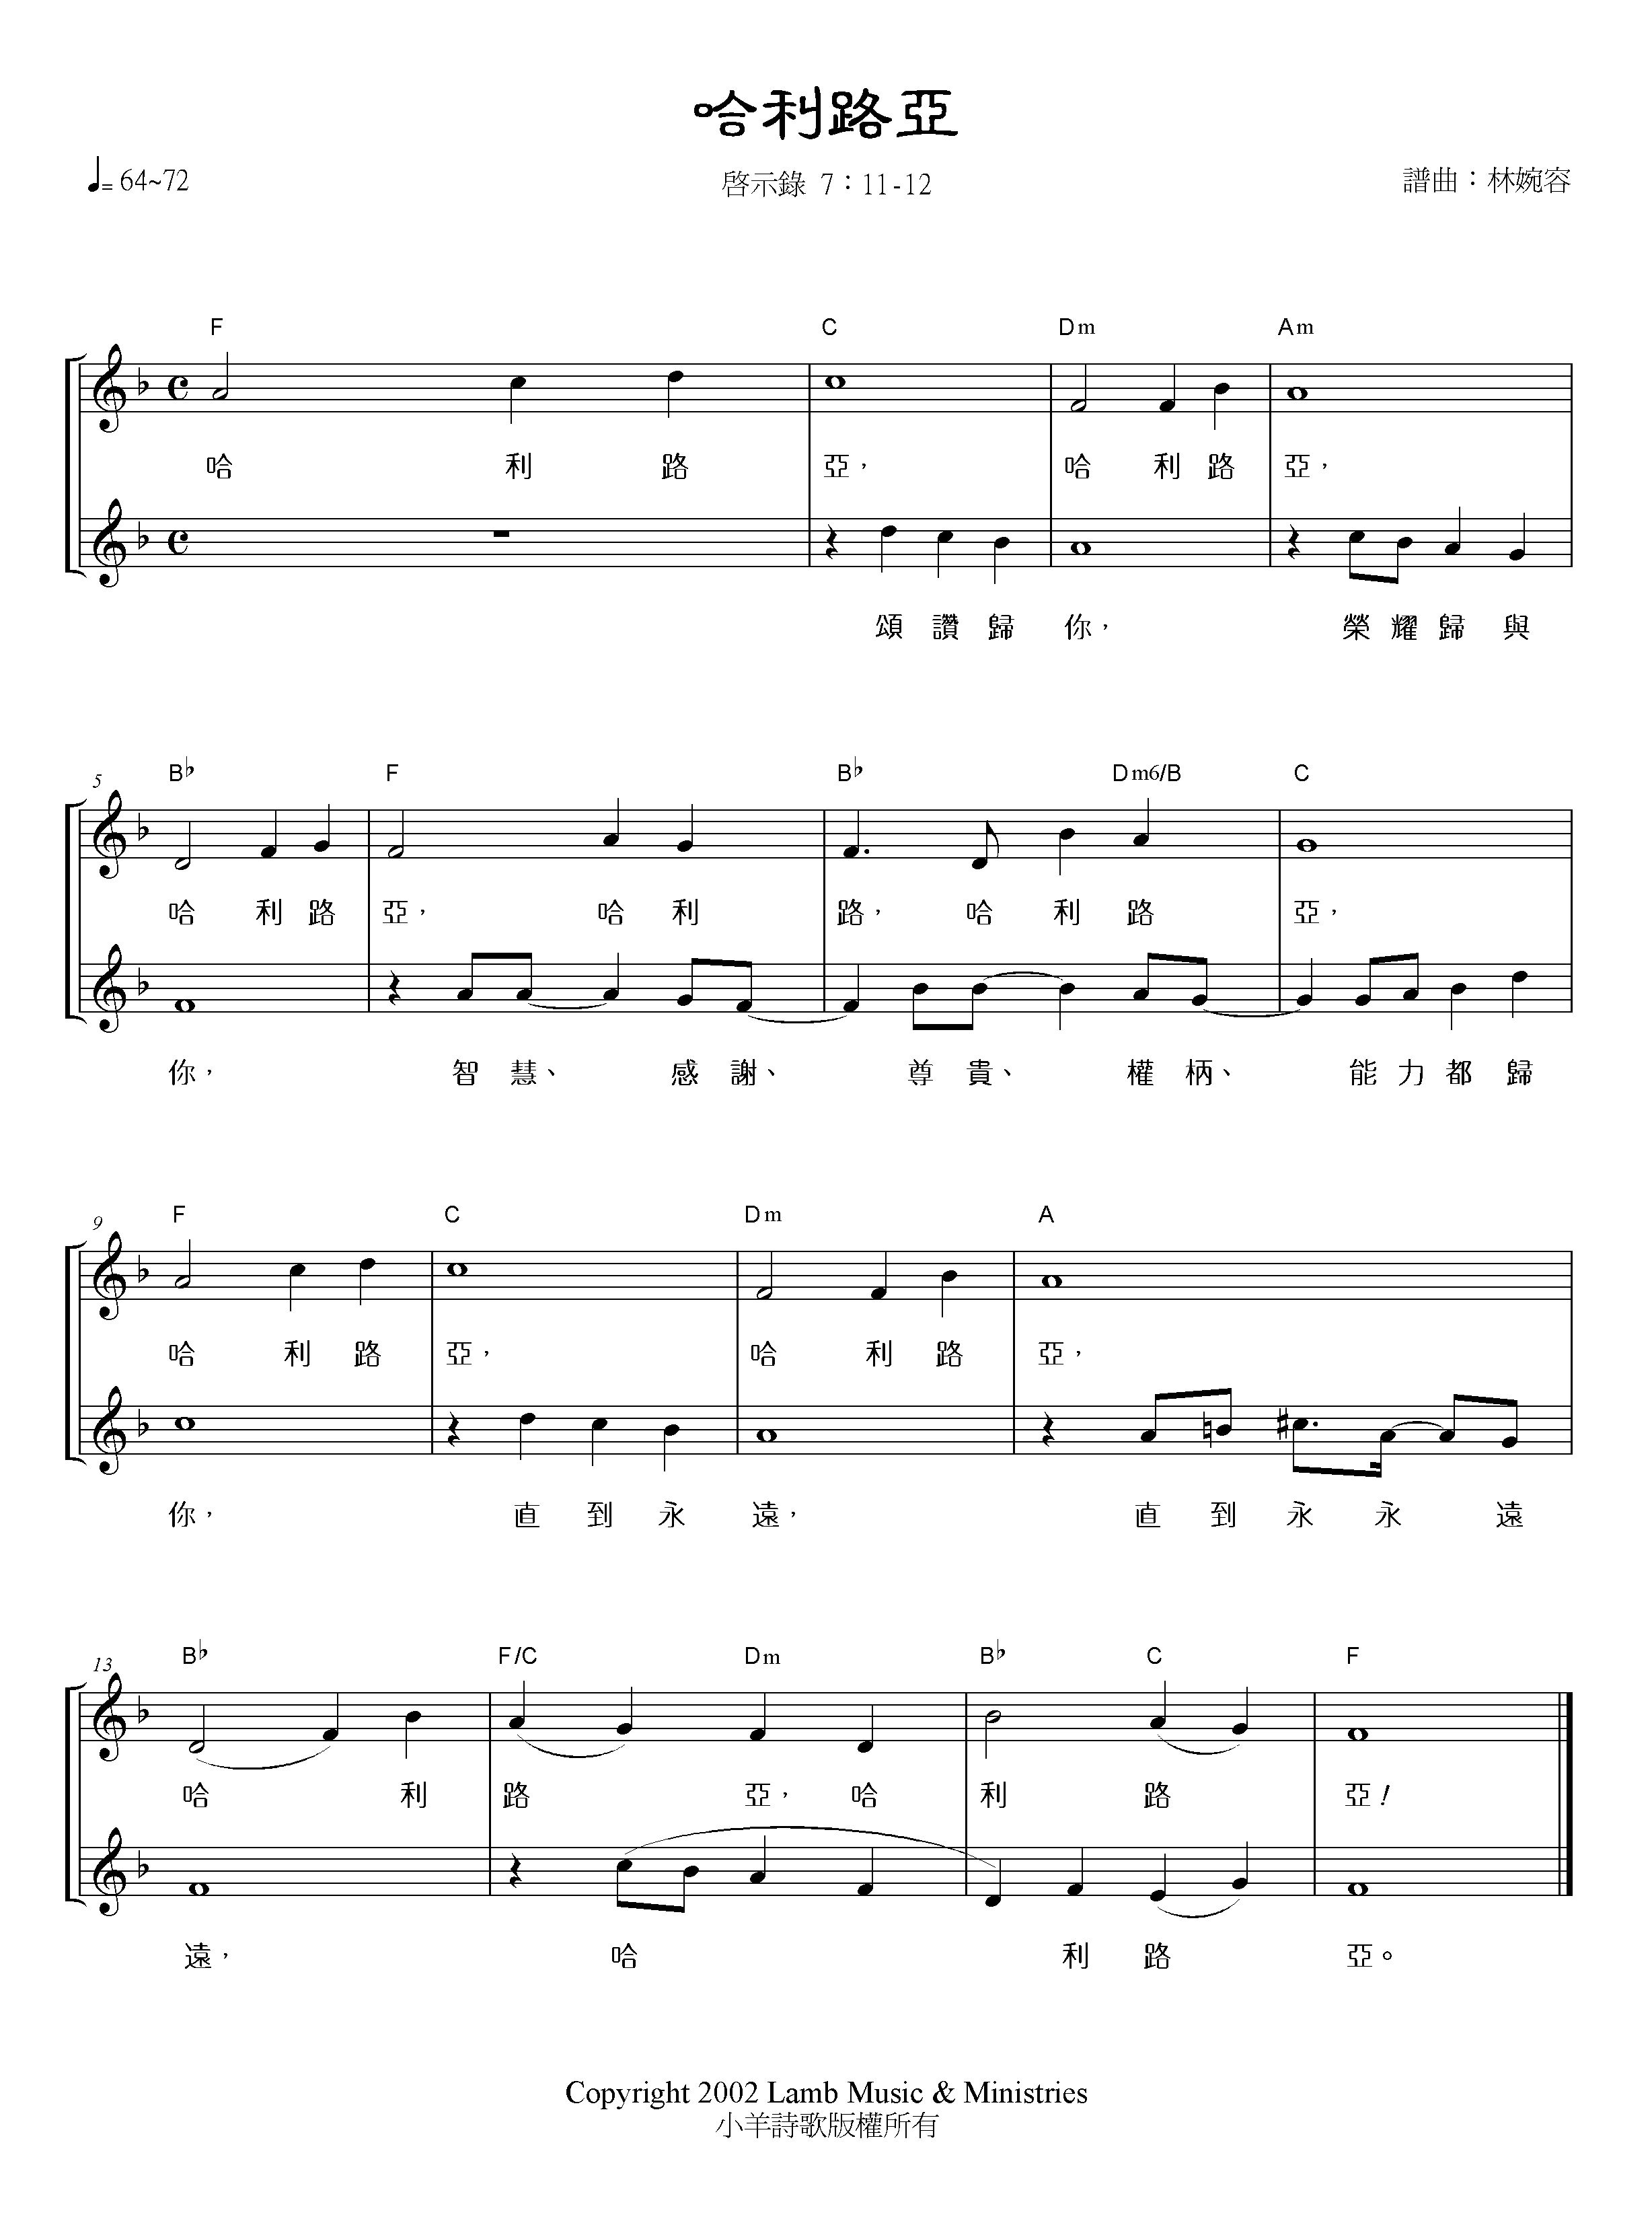 哈利路亞
♩= 64~72
啓示錄 7：11-12
譜曲：林婉容
F C Dm Am
哈 利 路 亞， 哈 利 路 亞，
頌 讚 歸 你， 榮 耀 歸 與
5 B♭ F B♭ Dm6/B C
哈 利 路 亞， 哈 利 路， 哈 利 路 亞，
你， 智 慧、 感 謝、 尊 貴、 權 柄、 能 力 都 歸
9 F C Dm A
哈 利 路 亞， 哈 利 路 亞，
你， 直 到 永 遠， 直 到 永 永 遠
13 B♭ F/C Dm B♭ C F
哈 利 路 亞， 哈 利 路 亞！
遠， 哈 利 路 亞。
Copyright 2002 Lamb Music & Ministries
小羊詩歌版權所有